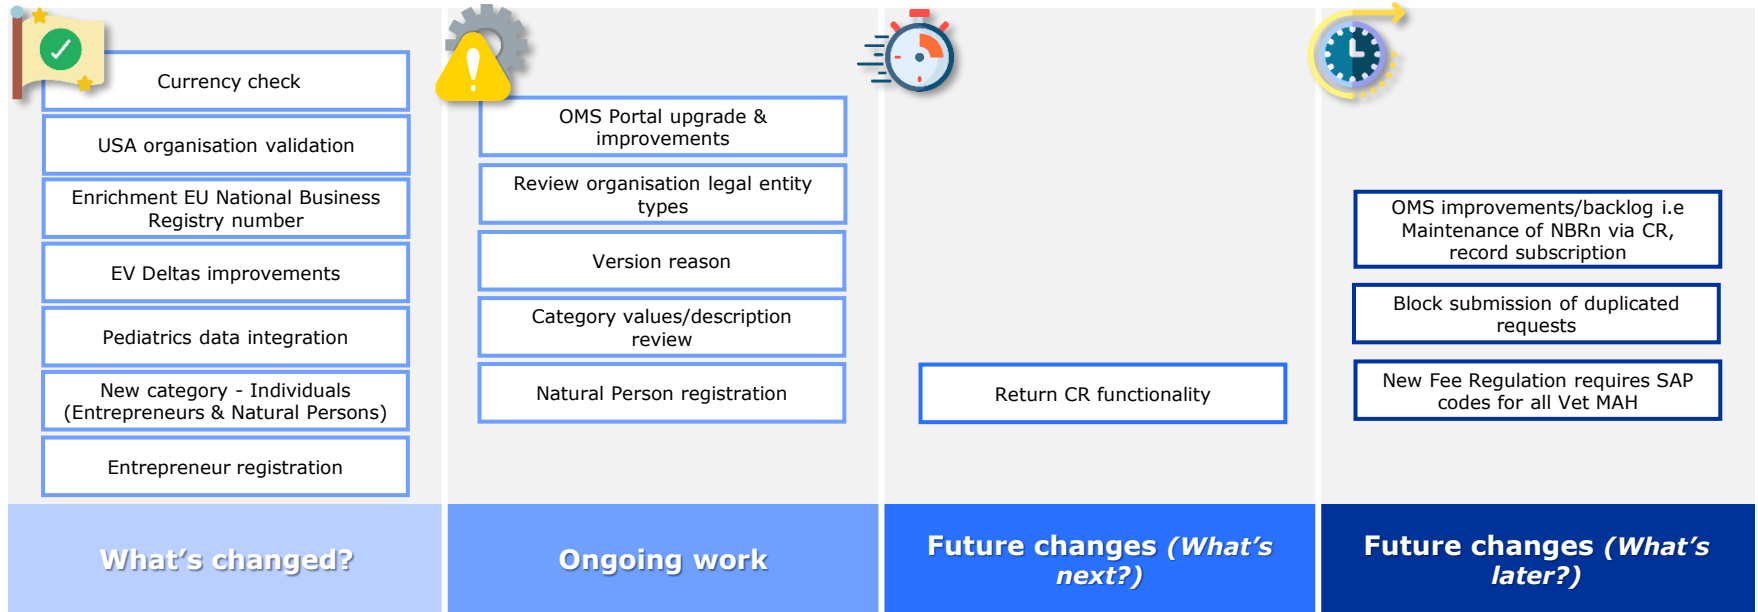 Currency check
USA organisation validation
Enrichment EU National Business
Registry number
EV Deltas improvements
Pediatrics data integration
New category - Individuals
(Entrepreneurs & Natural Persons)
Entrepreneur registration
What's changed?
OMS Portal upgrade &
improvements
Review organisation legal entity
types
Version reason
Category values/description
review
Natural Person registration
Ongoing work
Return CR functionality
Future changes (What's
next?)
OMS improvements/backlog i.e
Maintenance of NBRn via CR,
record subscription
Block submission of duplicated
requests
New Fee Regulation requires SAP
codes for all Vet MAH
Future changes (What's
later?)